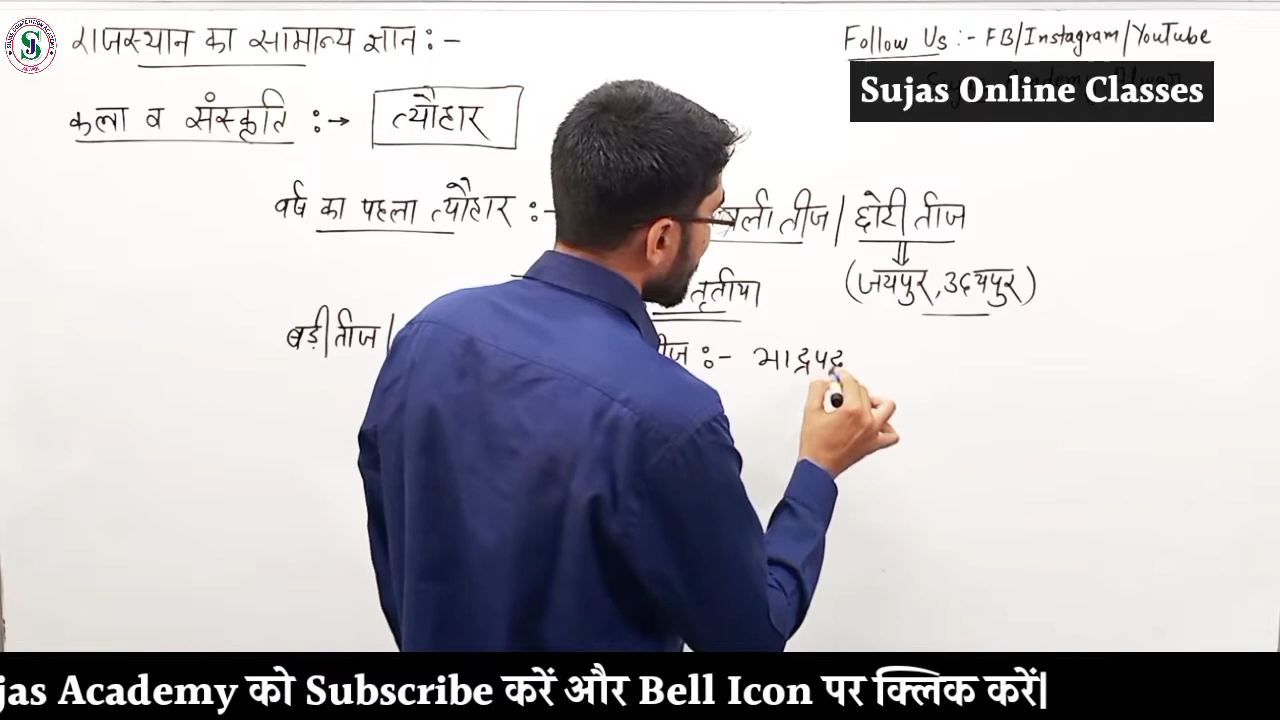 राजस्थान का सामान्य ज्ञान :-
Follow Us :- FB/Instagram/YouTube
Sujas Online Classes
कला व संस्कृति :→ त्यौहार
वर्ष का पहला त्यौहार :-
तीज / छोटी तीज
तृतीया
(जयपुर, उदयपुर)
बड़ी तीज /
:- भाद्रपद
jas Academy को Subscribe करें और Bell Icon पर क्लिक करें|